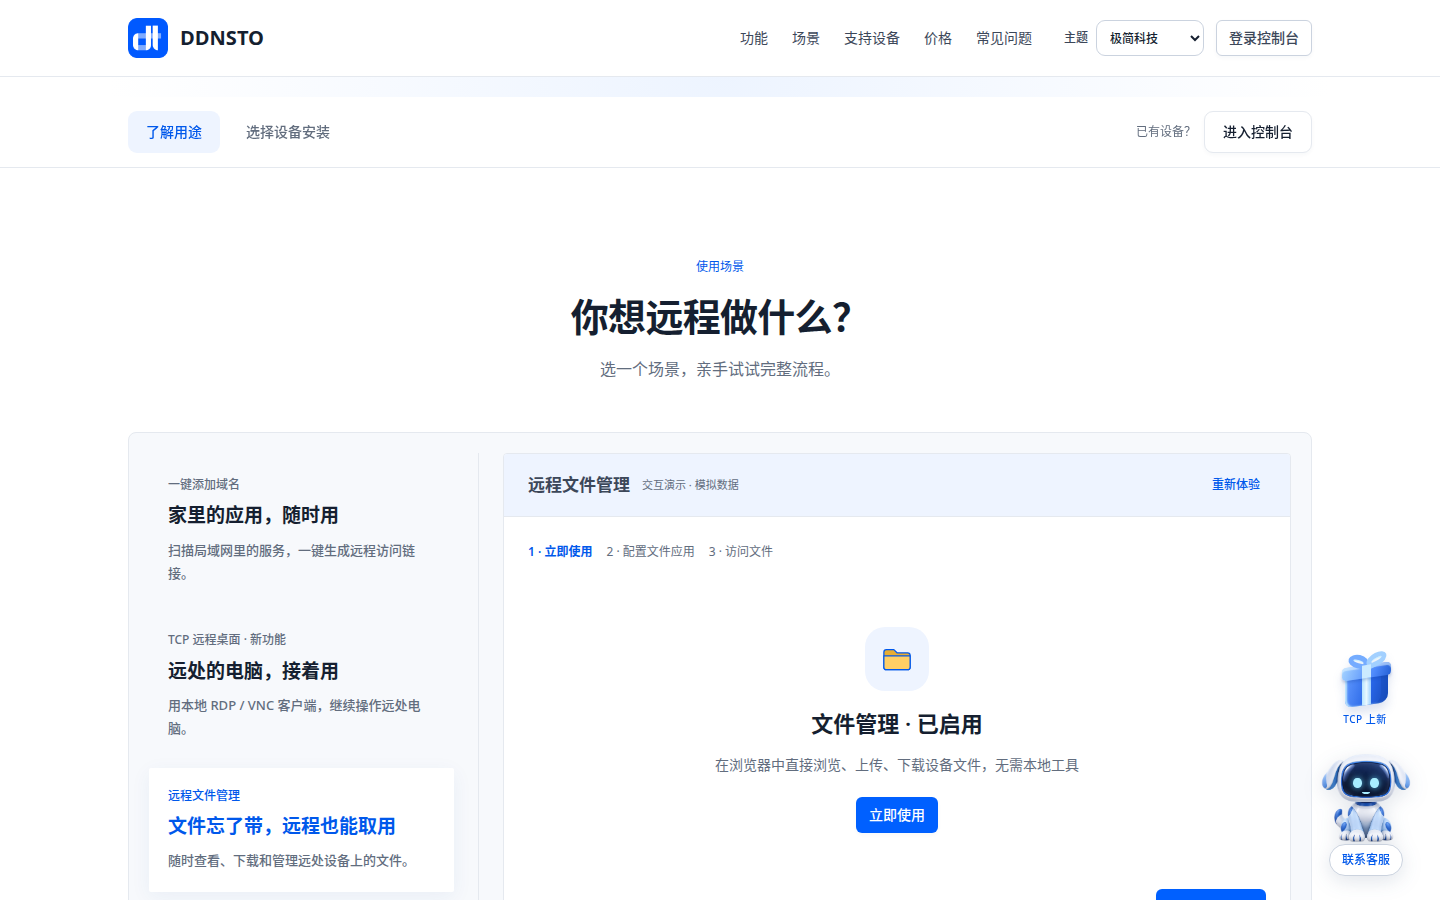 DDNSTO
功能
场景
支持设备
价格
常见问题
主题
极简科技
登录控制台
了解用途
选择设备安装
已有设备？
进入控制台
使用场景
你想远程做什么？
选一个场景，亲手试试完整流程。
一键添加域名
家里的应用，随时用
扫描局域网里的服务，一键生成远程访问链
接。
TCP 远程桌面 · 新功能
远处的电脑，接着用
用本地 RDP / VNC 客户端，继续操作远处电
脑。
远程文件管理
文件忘了带，远程也能取用
随时查看、下载和管理远处设备上的文件。
远程文件管理
交互演示 · 模拟数据
重新体验
1 · 立即使用
2 · 配置文件应用
3 · 访问文件
文件管理 · 已启用
在浏览器中直接浏览、上传、下载设备文件，无需本地工具
立即使用
TCP 上新
联系客服